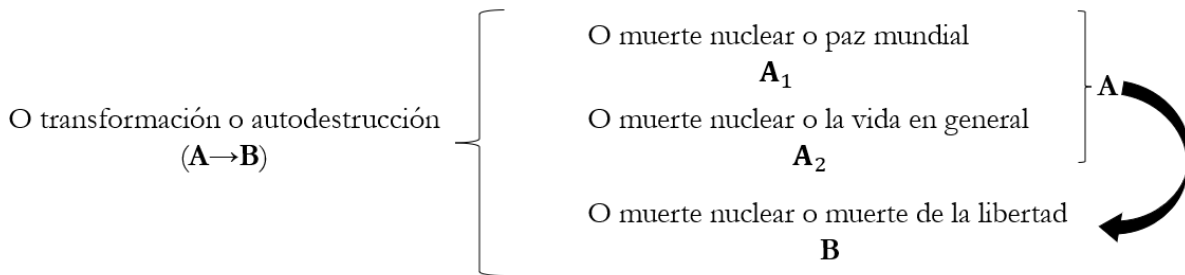 O muerte nuclear o paz mundial
A₁
A
O transformación o autodestrucción
(A→B)
O muerte nuclear o la vida en general
A₂
O muerte nuclear o muerte de la libertad
B